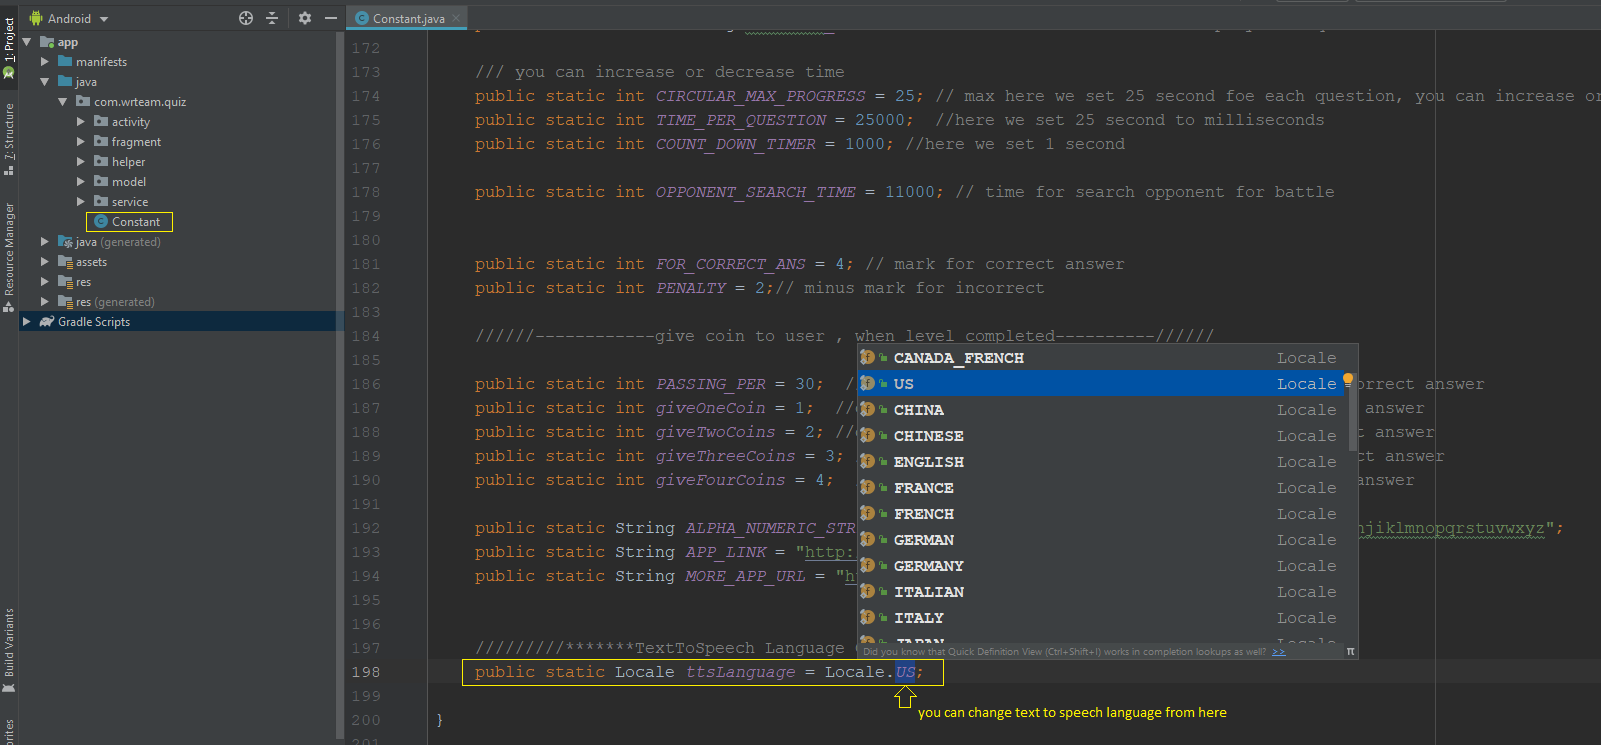 Android
Constant.java
1: Project
7: Structure
Resource Manager
Build Variants
app
manifests
java
com.wrteam.quiz
activity
fragment
helper
model
service
Constant
java (generated)
assets
res
res (generated)
Gradle Scripts
172
173 /// you can increase or decrease time
174 public static int CIRCULAR_MAX_PROGRESS = 25; // max here we set 25 second foe each question, you can increase or
175 public static int TIME_PER_QUESTION = 25000; //here we set 25 second to milliseconds
176 public static int COUNT_DOWN_TIMER = 1000; //here we set 1 second
177
178 public static int OPPONENT_SEARCH_TIME = 11000; // time for search opponent for battle
179
180
181 public static int FOR_CORRECT_ANS = 4; // mark for correct answer
182 public static int PENALTY = 2;// minus mark for incorrect
183
184 //////------------give coin to user , when level completed----------//////
185
186 public static int PASSING_PER = 30; / orrect answer
187 public static int giveOneCoin = 1; // answer
188 public static int giveTwoCoins = 2; // t answer
189 public static int giveThreeCoins = 3; ct answer
190 public static int giveFourCoins = 4; answer
191
192 public static String ALPHA_NUMERIC_STR hjiklmnopqrstuvwxyz";
193 public static String APP_LINK = "http:
194 public static String MORE_APP_URL = "h
195
196
197 /////////*******TextToSpeech Language
198 public static Locale ttsLanguage = Locale.US;
199
200 }
201
CANADA_FRENCH Locale
US Locale
CHINA Locale
CHINESE Locale
ENGLISH Locale
FRANCE Locale
FRENCH Locale
GERMAN Locale
GERMANY Locale
ITALIAN Locale
ITALY Locale
JAPAN Locale
Did you know that Quick Definition View (Ctrl+Shift+I) works in completion lookups as well? >> π
you can change text to speech language from here